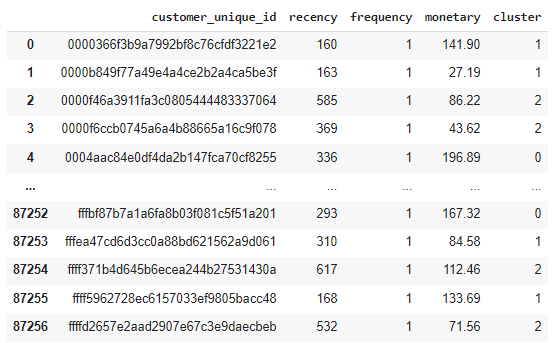 customer_unique_id recency frequency monetary cluster
0 0000366f3b9a7992bf8c76cfdf3221e2 160 1 141.90 1
1 0000b849f77a49e4a4ce2b2a4ca5be3f 163 1 27.19 1
2 0000f46a3911fa3c0805444483337064 585 1 86.22 2
3 0000f6ccb0745a6a4b88665a16c9f078 369 1 43.62 2
4 0004aac84e0df4da2b147fca70cf8255 336 1 196.89 0
... ... ... ... ... ...
87252 fffbf87b7a1a6fa8b03f081c5f51a201 293 1 167.32 0
87253 fffea47cd6d3cc0a88bd621562a9d061 310 1 84.58 1
87254 ffff371b4d645b6ecea244b27531430a 617 1 112.46 2
87255 ffff5962728ec6157033ef9805bacc48 168 1 133.69 1
87256 ffffd2657e2aad2907e67c3e9daecbeb 532 1 71.56 2